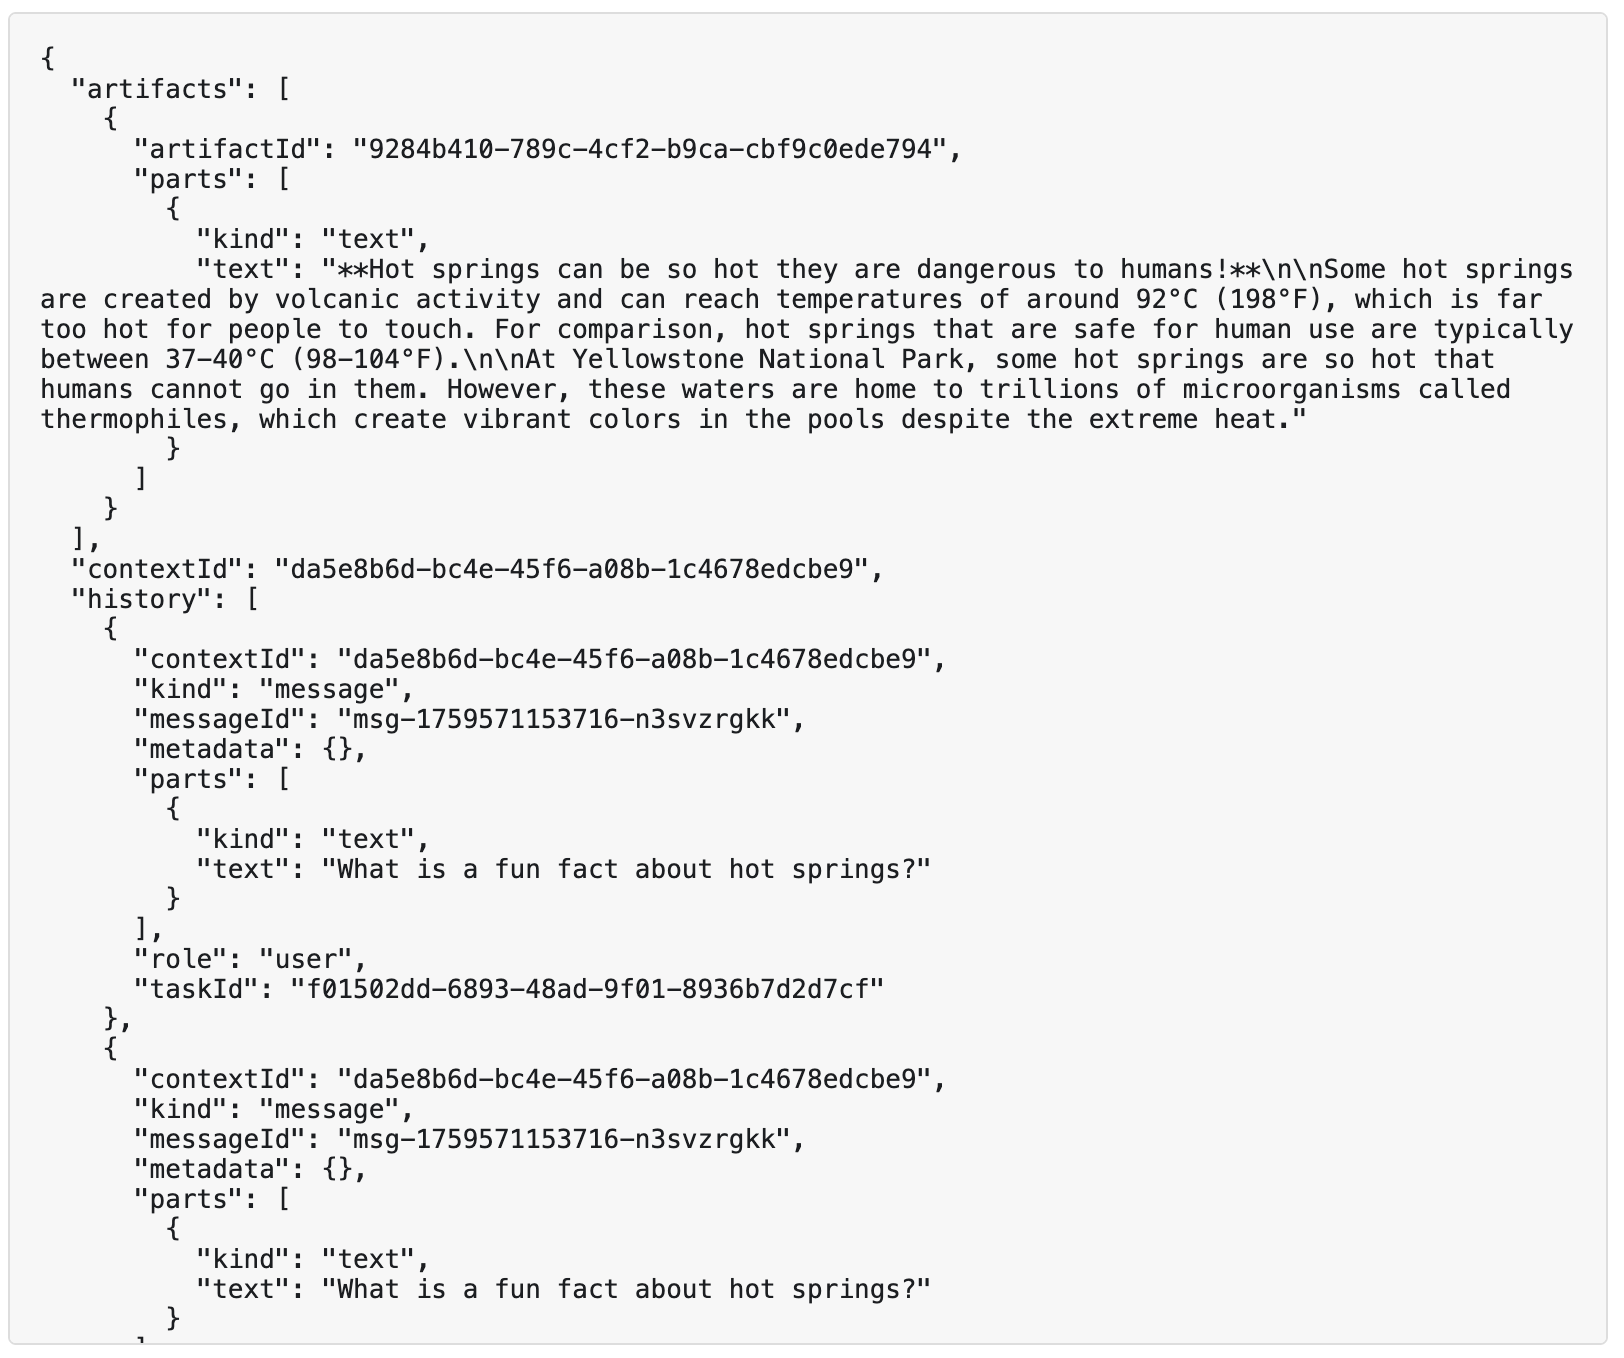 {
  "artifacts": [
    {
      "artifactId": "9284b410-789c-4cf2-b9ca-cbf9c0ede794",
      "parts": [
        {
          "kind": "text",
          "text": "**Hot springs can be so hot they are dangerous to humans!**\n\nSome hot springs
are created by volcanic activity and can reach temperatures of around 92°C (198°F), which is far
too hot for people to touch. For comparison, hot springs that are safe for human use are typically
between 37–40°C (98–104°F).\n\nAt Yellowstone National Park, some hot springs are so hot that
humans cannot go in them. However, these waters are home to trillions of microorganisms called
thermophiles, which create vibrant colors in the pools despite the extreme heat."
        }
      ]
    }
  ],
  "contextId": "da5e8b6d-bc4e-45f6-a08b-1c4678edcbe9",
  "history": [
    {
      "contextId": "da5e8b6d-bc4e-45f6-a08b-1c4678edcbe9",
      "kind": "message",
      "messageId": "msg-1759571153716-n3svzrgkk",
      "metadata": {},
      "parts": [
        {
          "kind": "text",
          "text": "What is a fun fact about hot springs?"
        }
      ],
      "role": "user",
      "taskId": "f01502dd-6893-48ad-9f01-8936b7d2d7cf"
    },
    {
      "contextId": "da5e8b6d-bc4e-45f6-a08b-1c4678edcbe9",
      "kind": "message",
      "messageId": "msg-1759571153716-n3svzrgkk",
      "metadata": {},
      "parts": [
        {
          "kind": "text",
          "text": "What is a fun fact about hot springs?"
        }